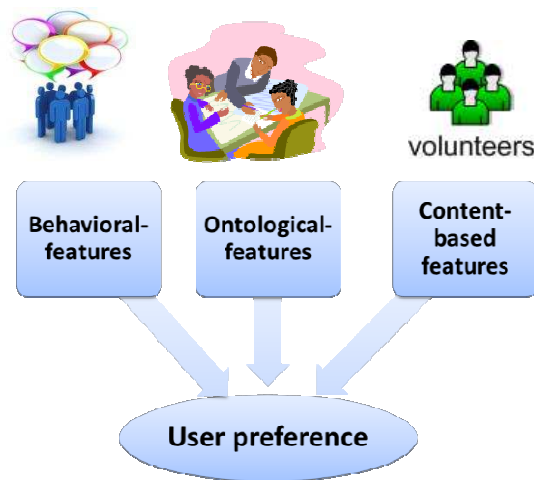 volunteers
Behavioral-
features
Ontological-
features
Content-
based
features
User preference